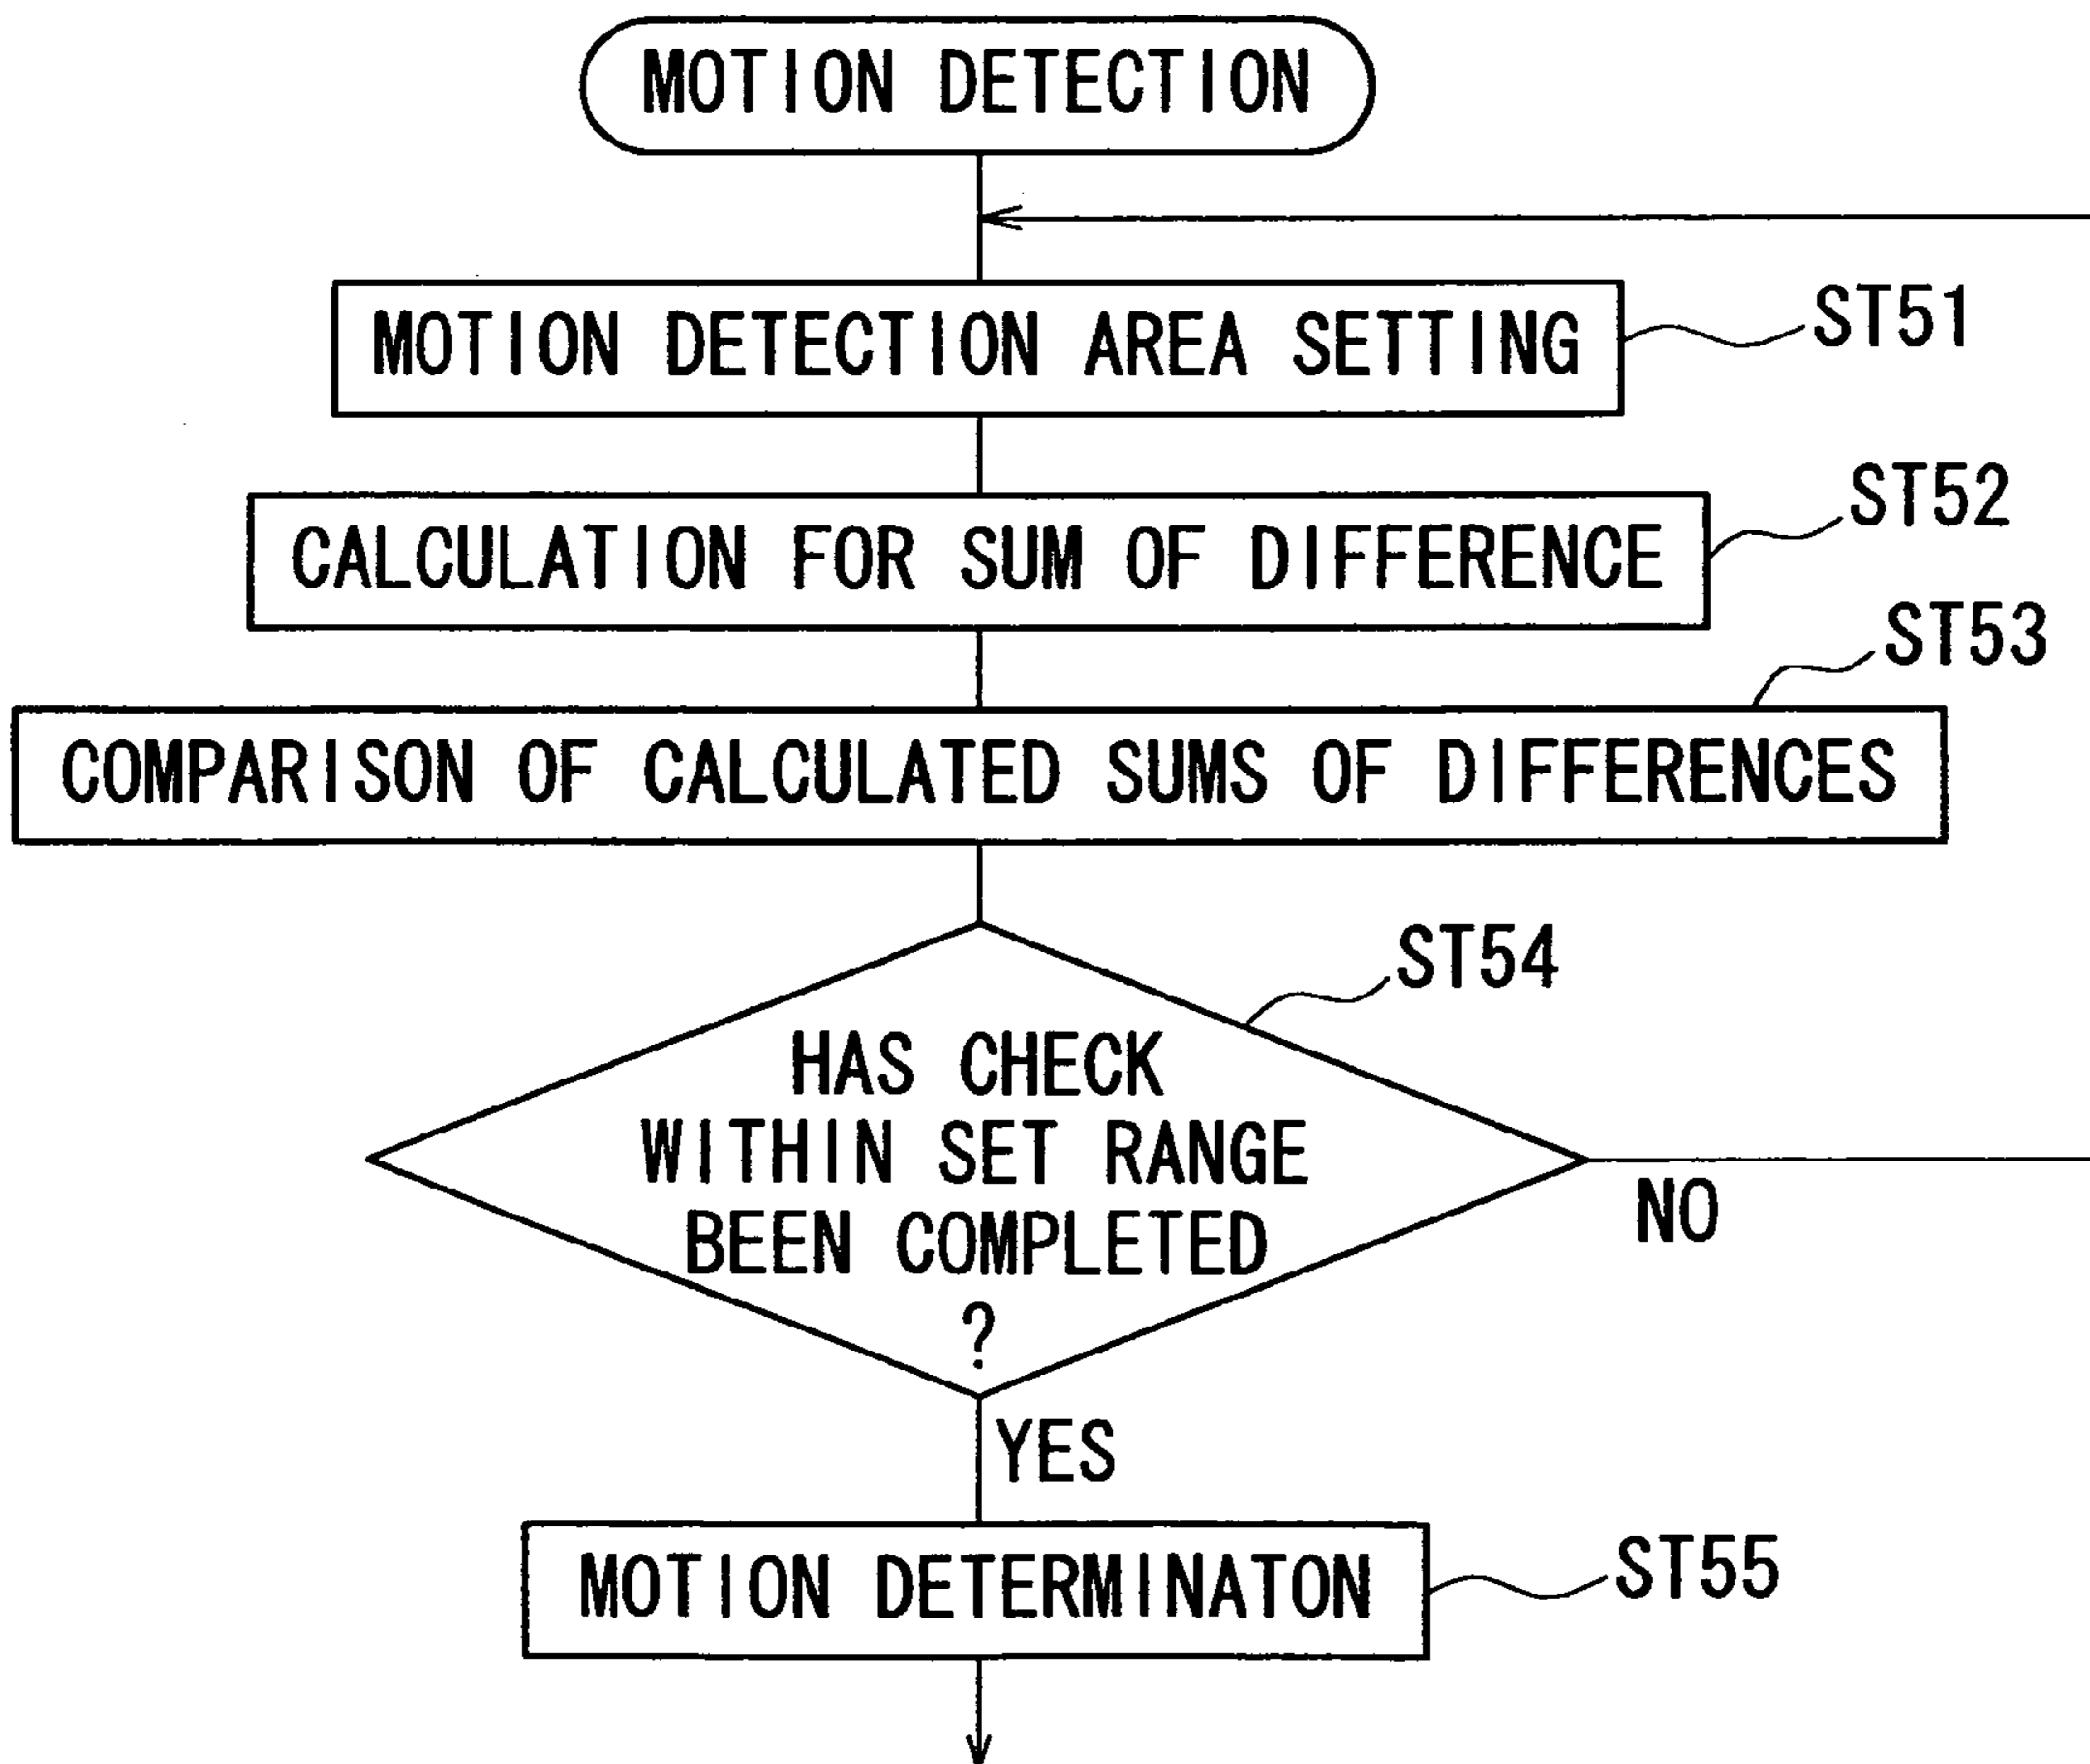 MOTION DETECTION
MOTION DETECTION AREA SETTING
ST51
CALCULATION FOR SUM OF DIFFERENCE
ST52
COMPARISON OF CALCULATED SUMS OF DIFFERENCES
ST53
HAS CHECK
WITHIN SET RANGE
BEEN COMPLETED
?
ST54
NO
YES
MOTION DETERMINATON
ST55